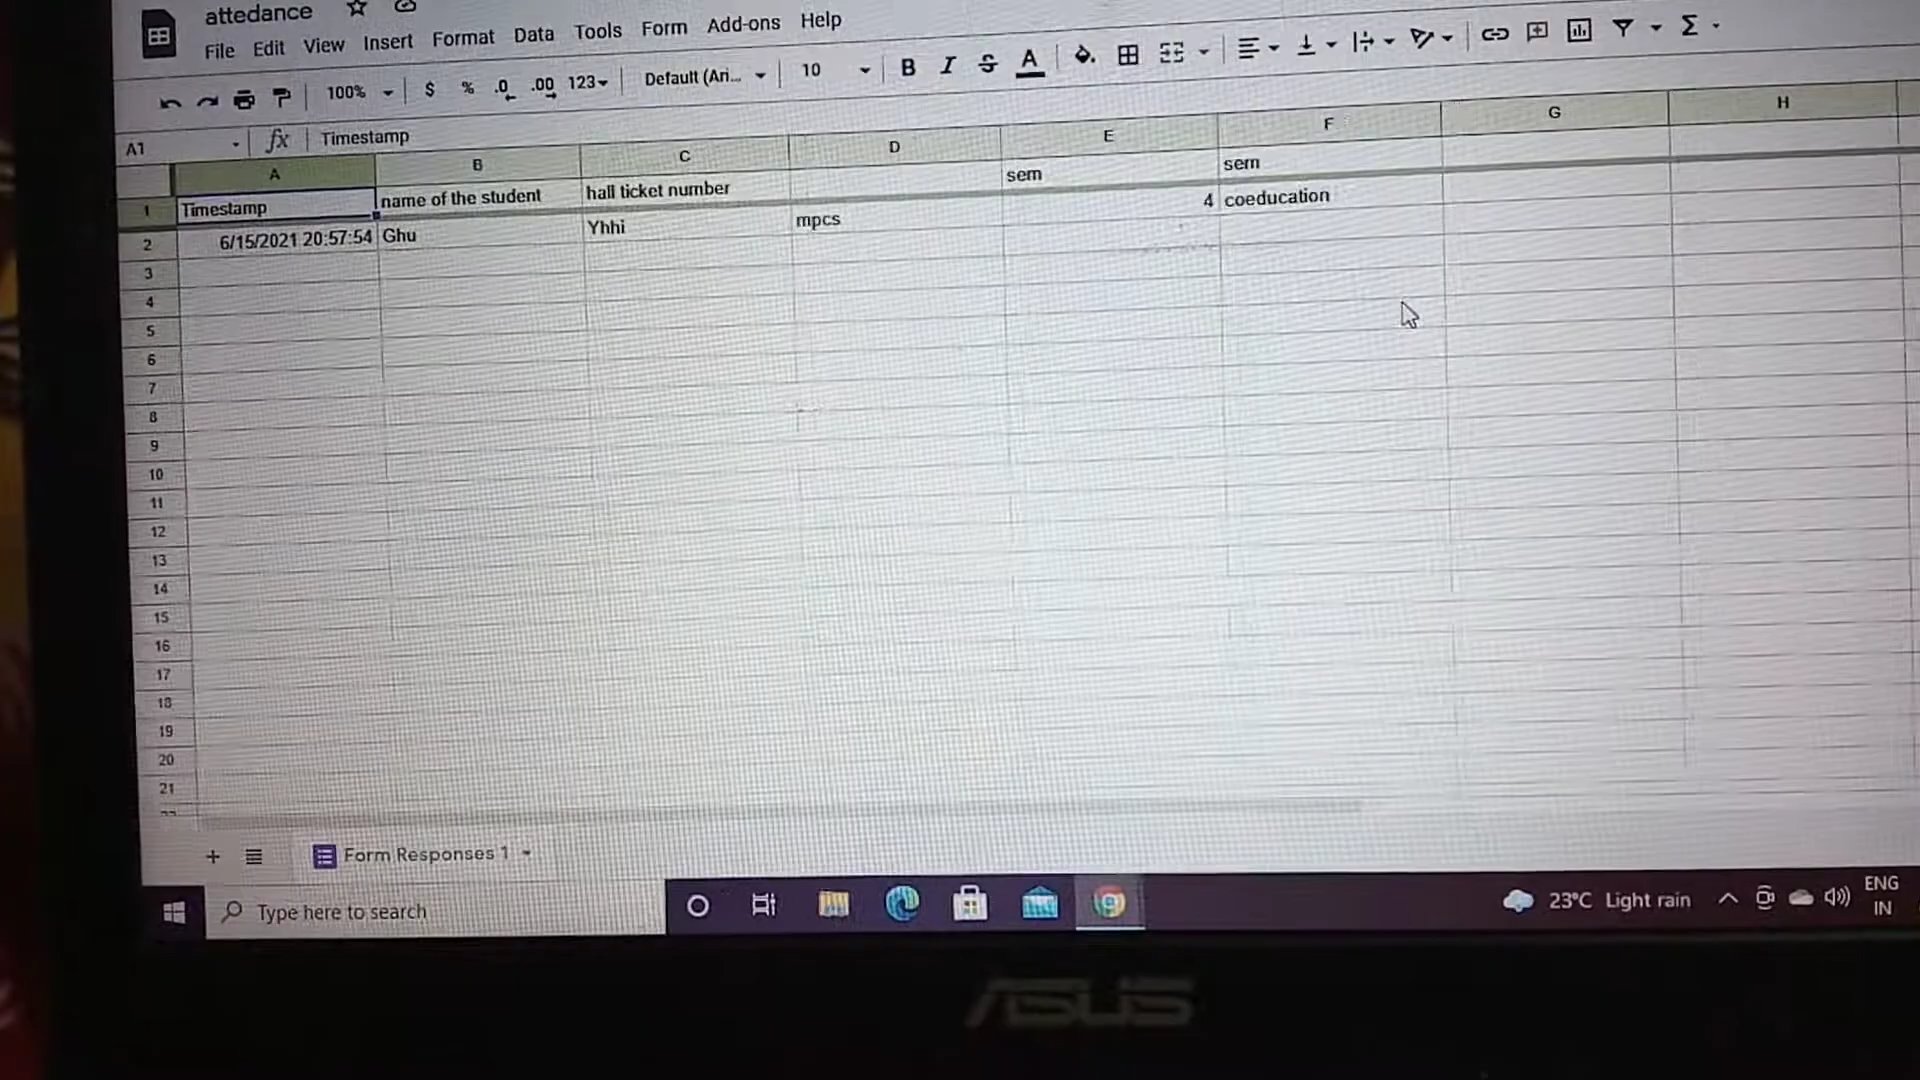 attedance
File Edit View Insert Format Data Tools Form Add-ons Help
100% $ % .0 .00 123 Default (Ari... 10 B I S A
A1 fx Timestamp
A B C D E F G H
1 Timestamp name of the student hall ticket number sem sem
2 6/15/2021 20:57:54 Ghu Yhhi mpcs 4 coeducation
3
4
5
6
7
8
9
10
11
12
13
14
15
16
17
18
19
20
21
Form Responses 1
Type here to search
23°C Light rain
ENG
IN
ASUS